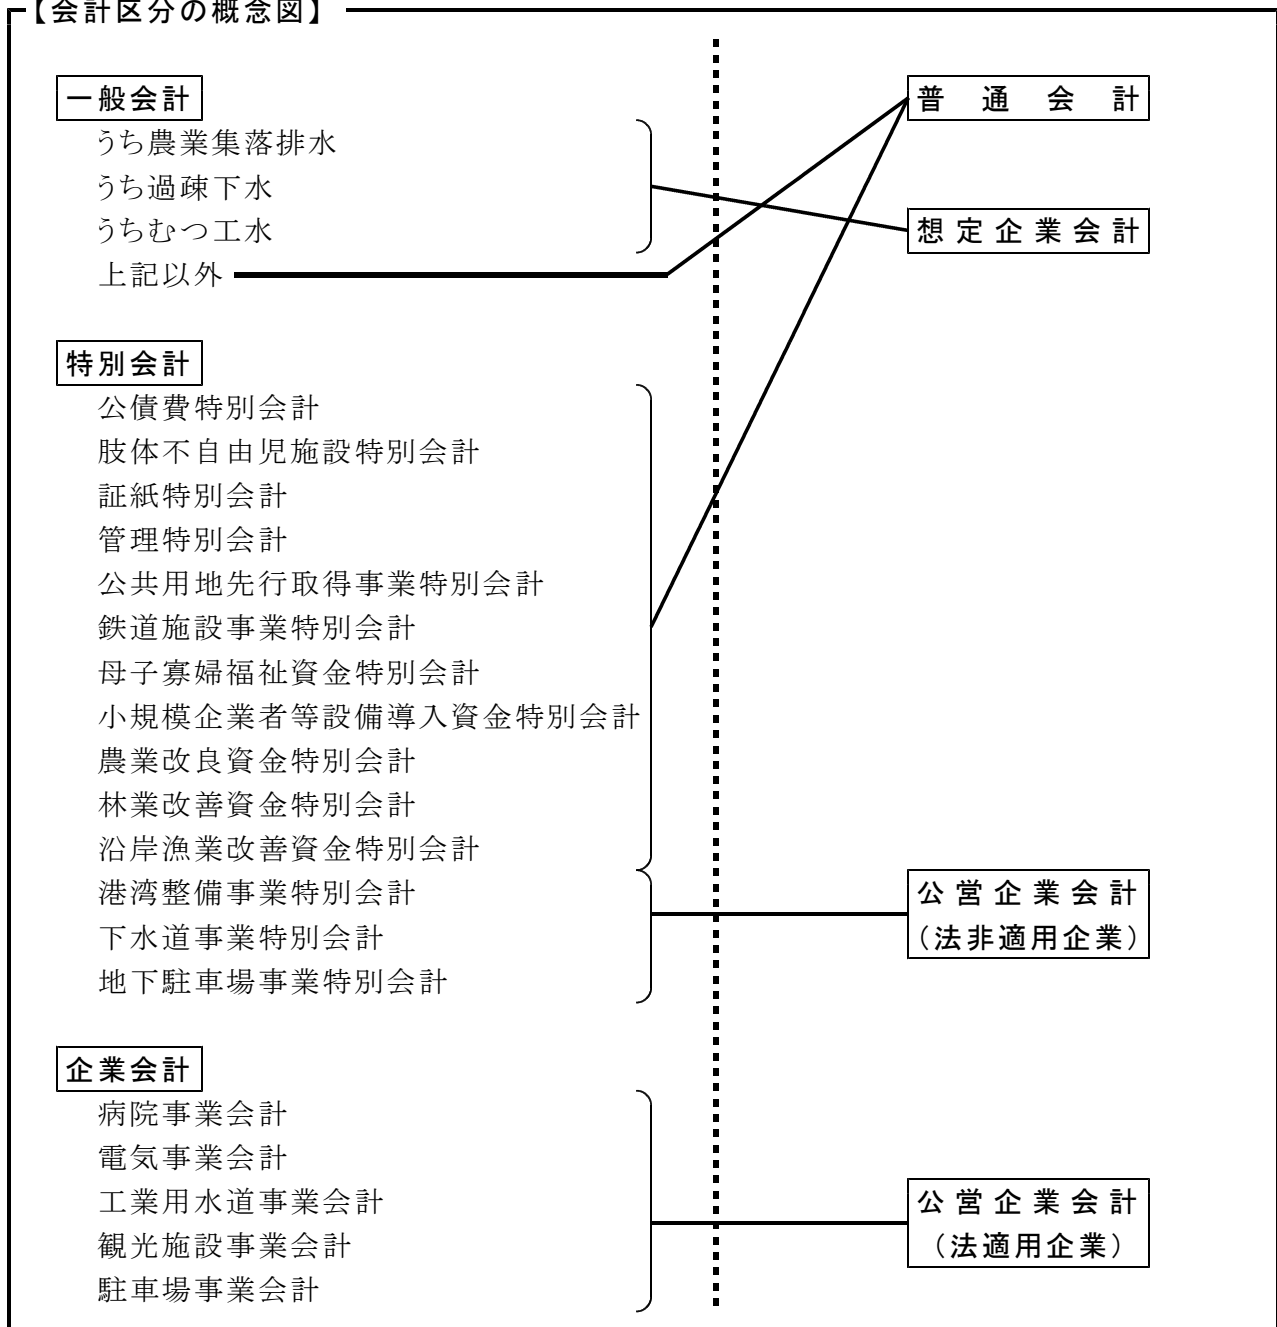 【会計区分の概念図】
一般会計
うち農業集落排水
うち過疎下水
うちむつ工水
上記以外
特別会計
公債費特別会計
肢体不自由児施設特別会計
証紙特別会計
管理特別会計
公共用地先行取得事業特別会計
鉄道施設事業特別会計
母子寡婦福祉資金特別会計
小規模企業者等設備導入資金特別会計
農業改良資金特別会計
林業改善資金特別会計
沿岸漁業改善資金特別会計
港湾整備事業特別会計
下水道事業特別会計
地下駐車場事業特別会計
企業会計
病院事業会計
電気事業会計
工業用水道事業会計
観光施設事業会計
駐車場事業会計
普通会計
想定企業会計
公営企業会計
（法非適用企業）
公営企業会計
（法適用企業）